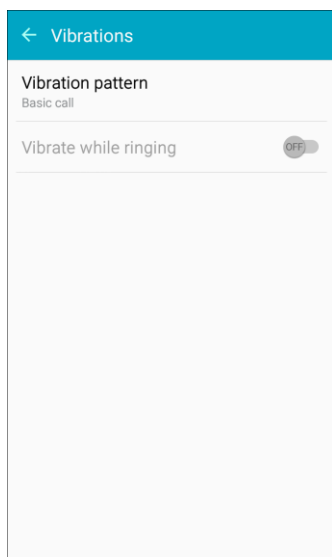 Vibrations
Vibration pattern
Basic call
Vibrate while ringing
OFF